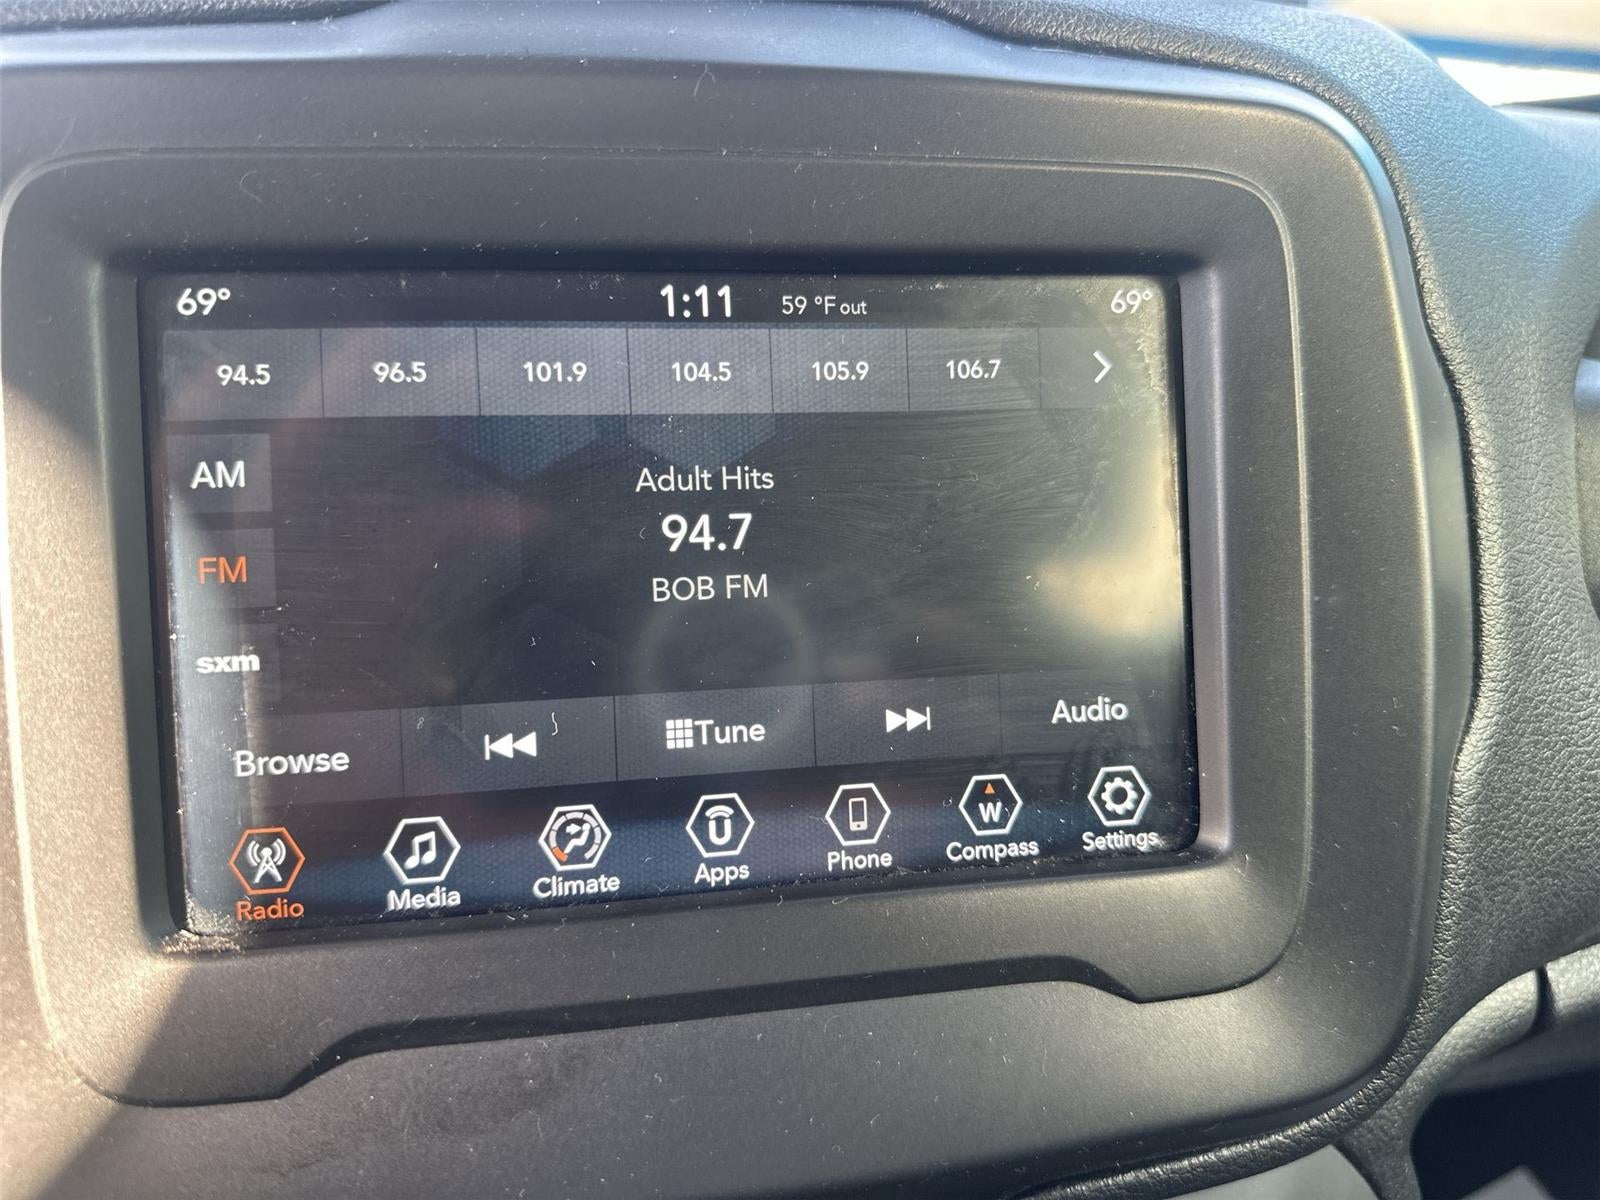 69° 1:11 59 °F out 69°
94.5 96.5 101.9 104.5 105.9 106.7
AM
Adult Hits
94.7
FM
BOB FM
sxm
Browse Tune Audio
W
Radio Media Climate Apps Phone Compass Settings